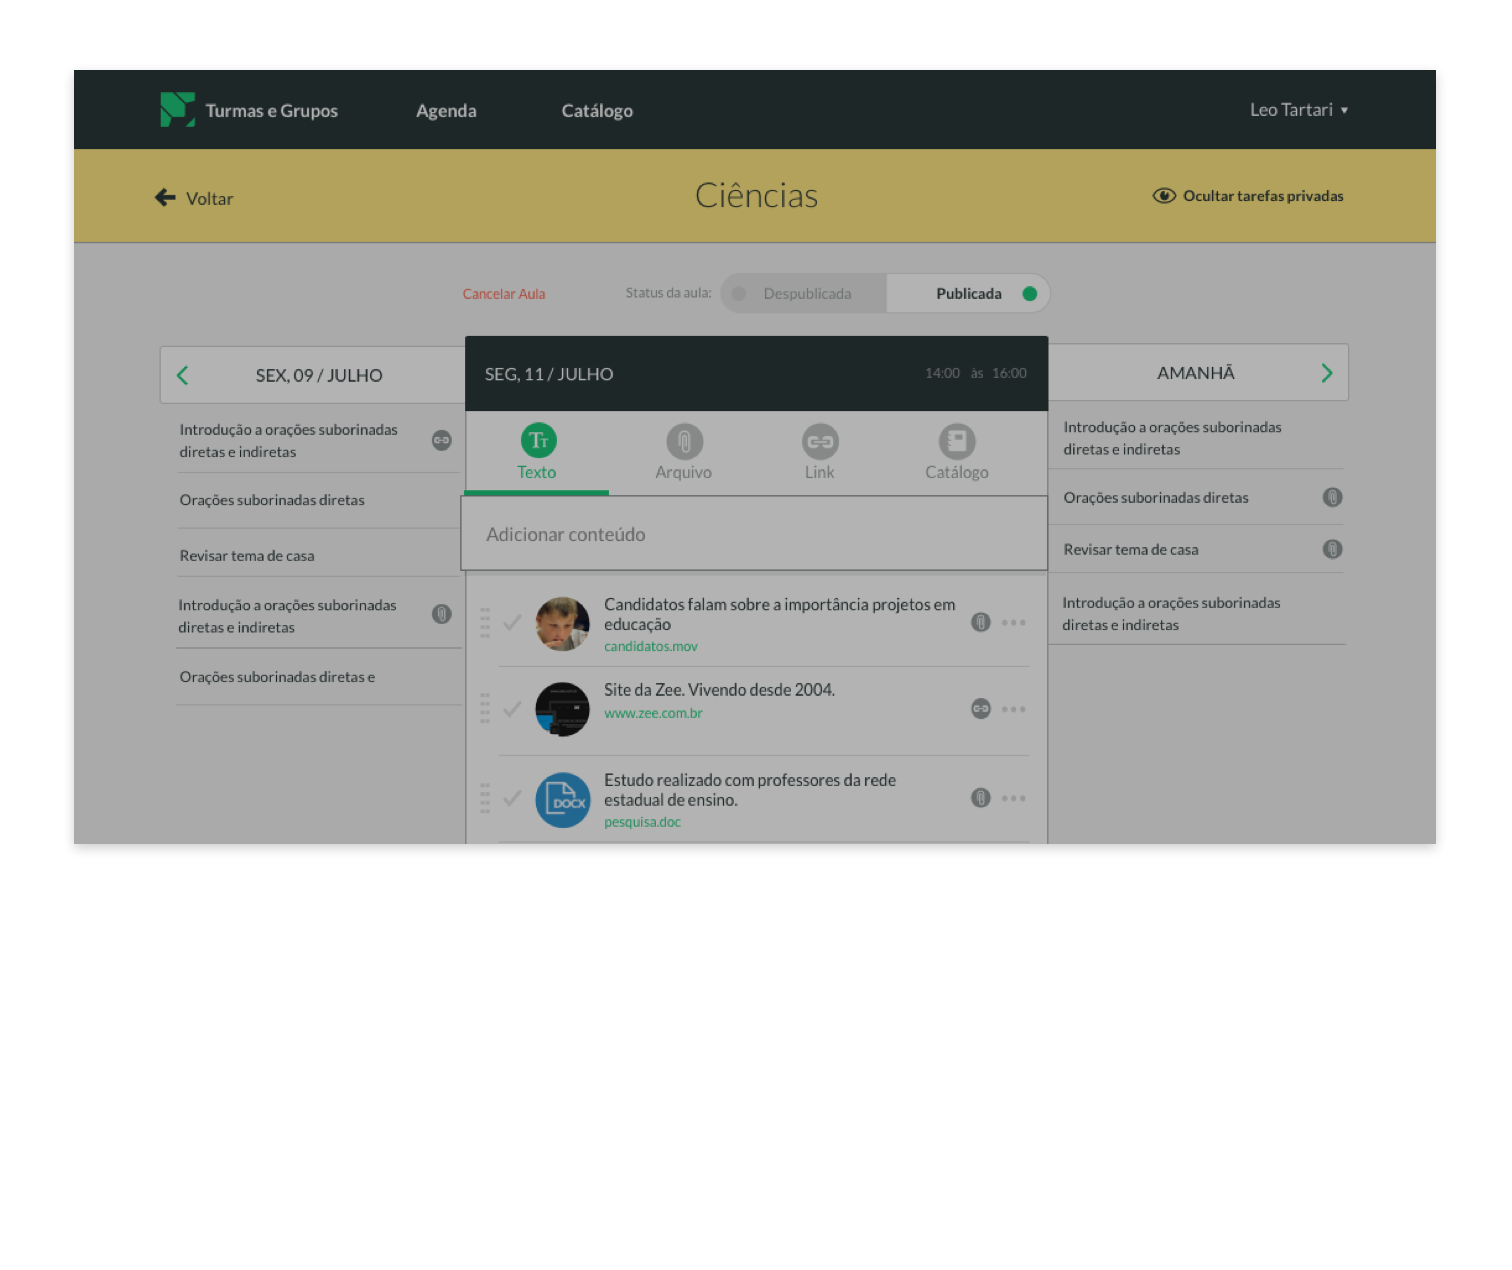 Turmas e Grupos
Agenda
Catálogo
Leo Tartari
Voltar
Ciências
Ocultar tarefas privadas
Cancelar Aula
Status da aula:
Despublicada
Publicada
SEX, 09 / JULHO
Introdução a orações suborinadas
diretas e indiretas
Orações suborinadas diretas
Revisar tema de casa
Introdução a orações suborinadas
diretas e indiretas
Orações suborinadas diretas e
SEG, 11 / JULHO
14:00 às 16:00
Texto
Arquivo
Link
Catálogo
Adicionar conteúdo
Candidatos falam sobre a importância projetos em
educação
candidatos.mov
Site da Zee. Vivendo desde 2004.
www.zee.com.br
DOCX
Estudo realizado com professores da rede
estadual de ensino.
pesquisa.doc
AMANHÃ
Introdução a orações suborinadas
diretas e indiretas
Orações suborinadas diretas
Revisar tema de casa
Introdução a orações suborinadas
diretas e indiretas